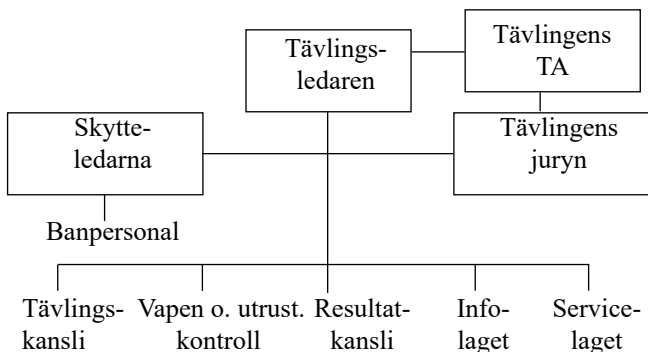 Tävlings-
ledaren
Tävlingens
TA
Skytte-
ledarna
Tävlingens
juryn
Banpersonal
Tävlings-
kansli
Vapen o. utrust.
kontroll
Resultat-
kansli
Info-
laget
Service-
laget